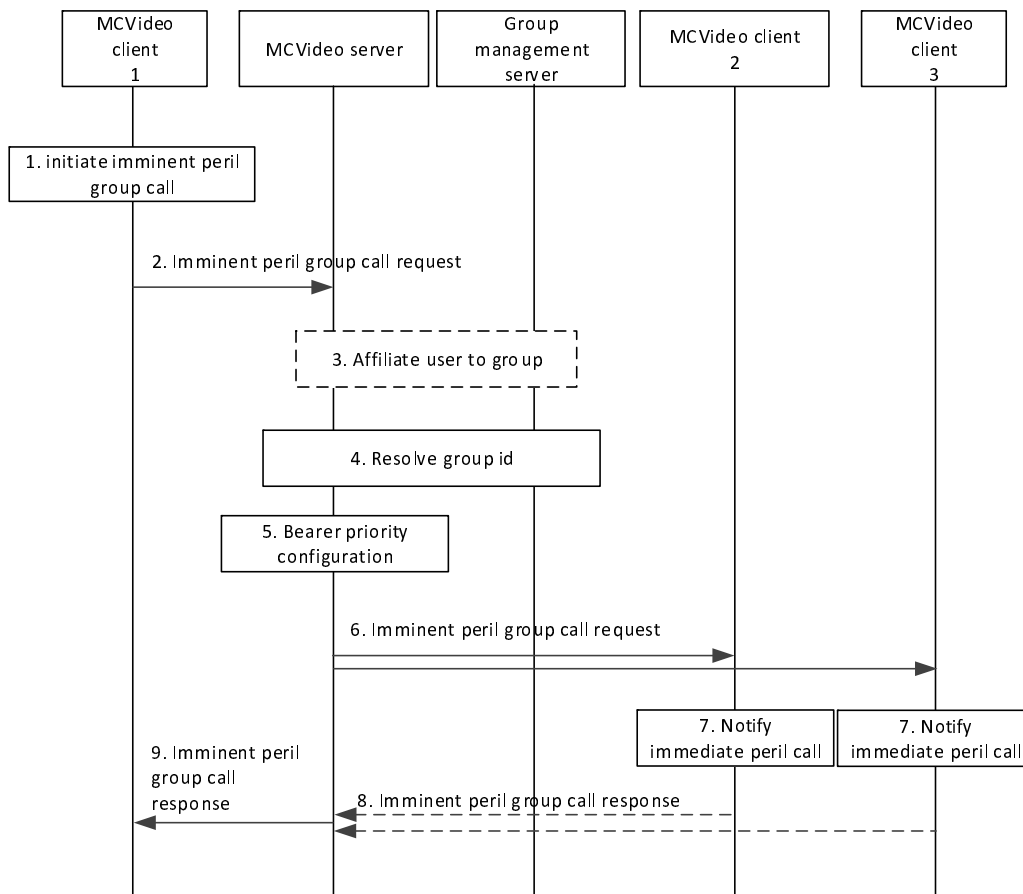 MCVideo
client
1
MCVideo server
Group
management
server
MCVideo client
2
MCVideo
client
3
1. initiate imminent peril
group call
2. Imminent peril group call request
3. Affiliate user to group
4. Resolve group id
5. Bearer priority
configuration
6. Imminent peril group call request
7. Notify
immediate peril call
7. Notify
immediate peril call
9. Imminent peril
group call
response
8. Imminent peril group call response